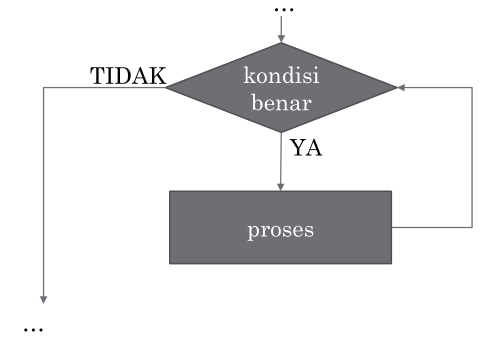 ...
TIDAK
kondisi
benar
YA
proses
...